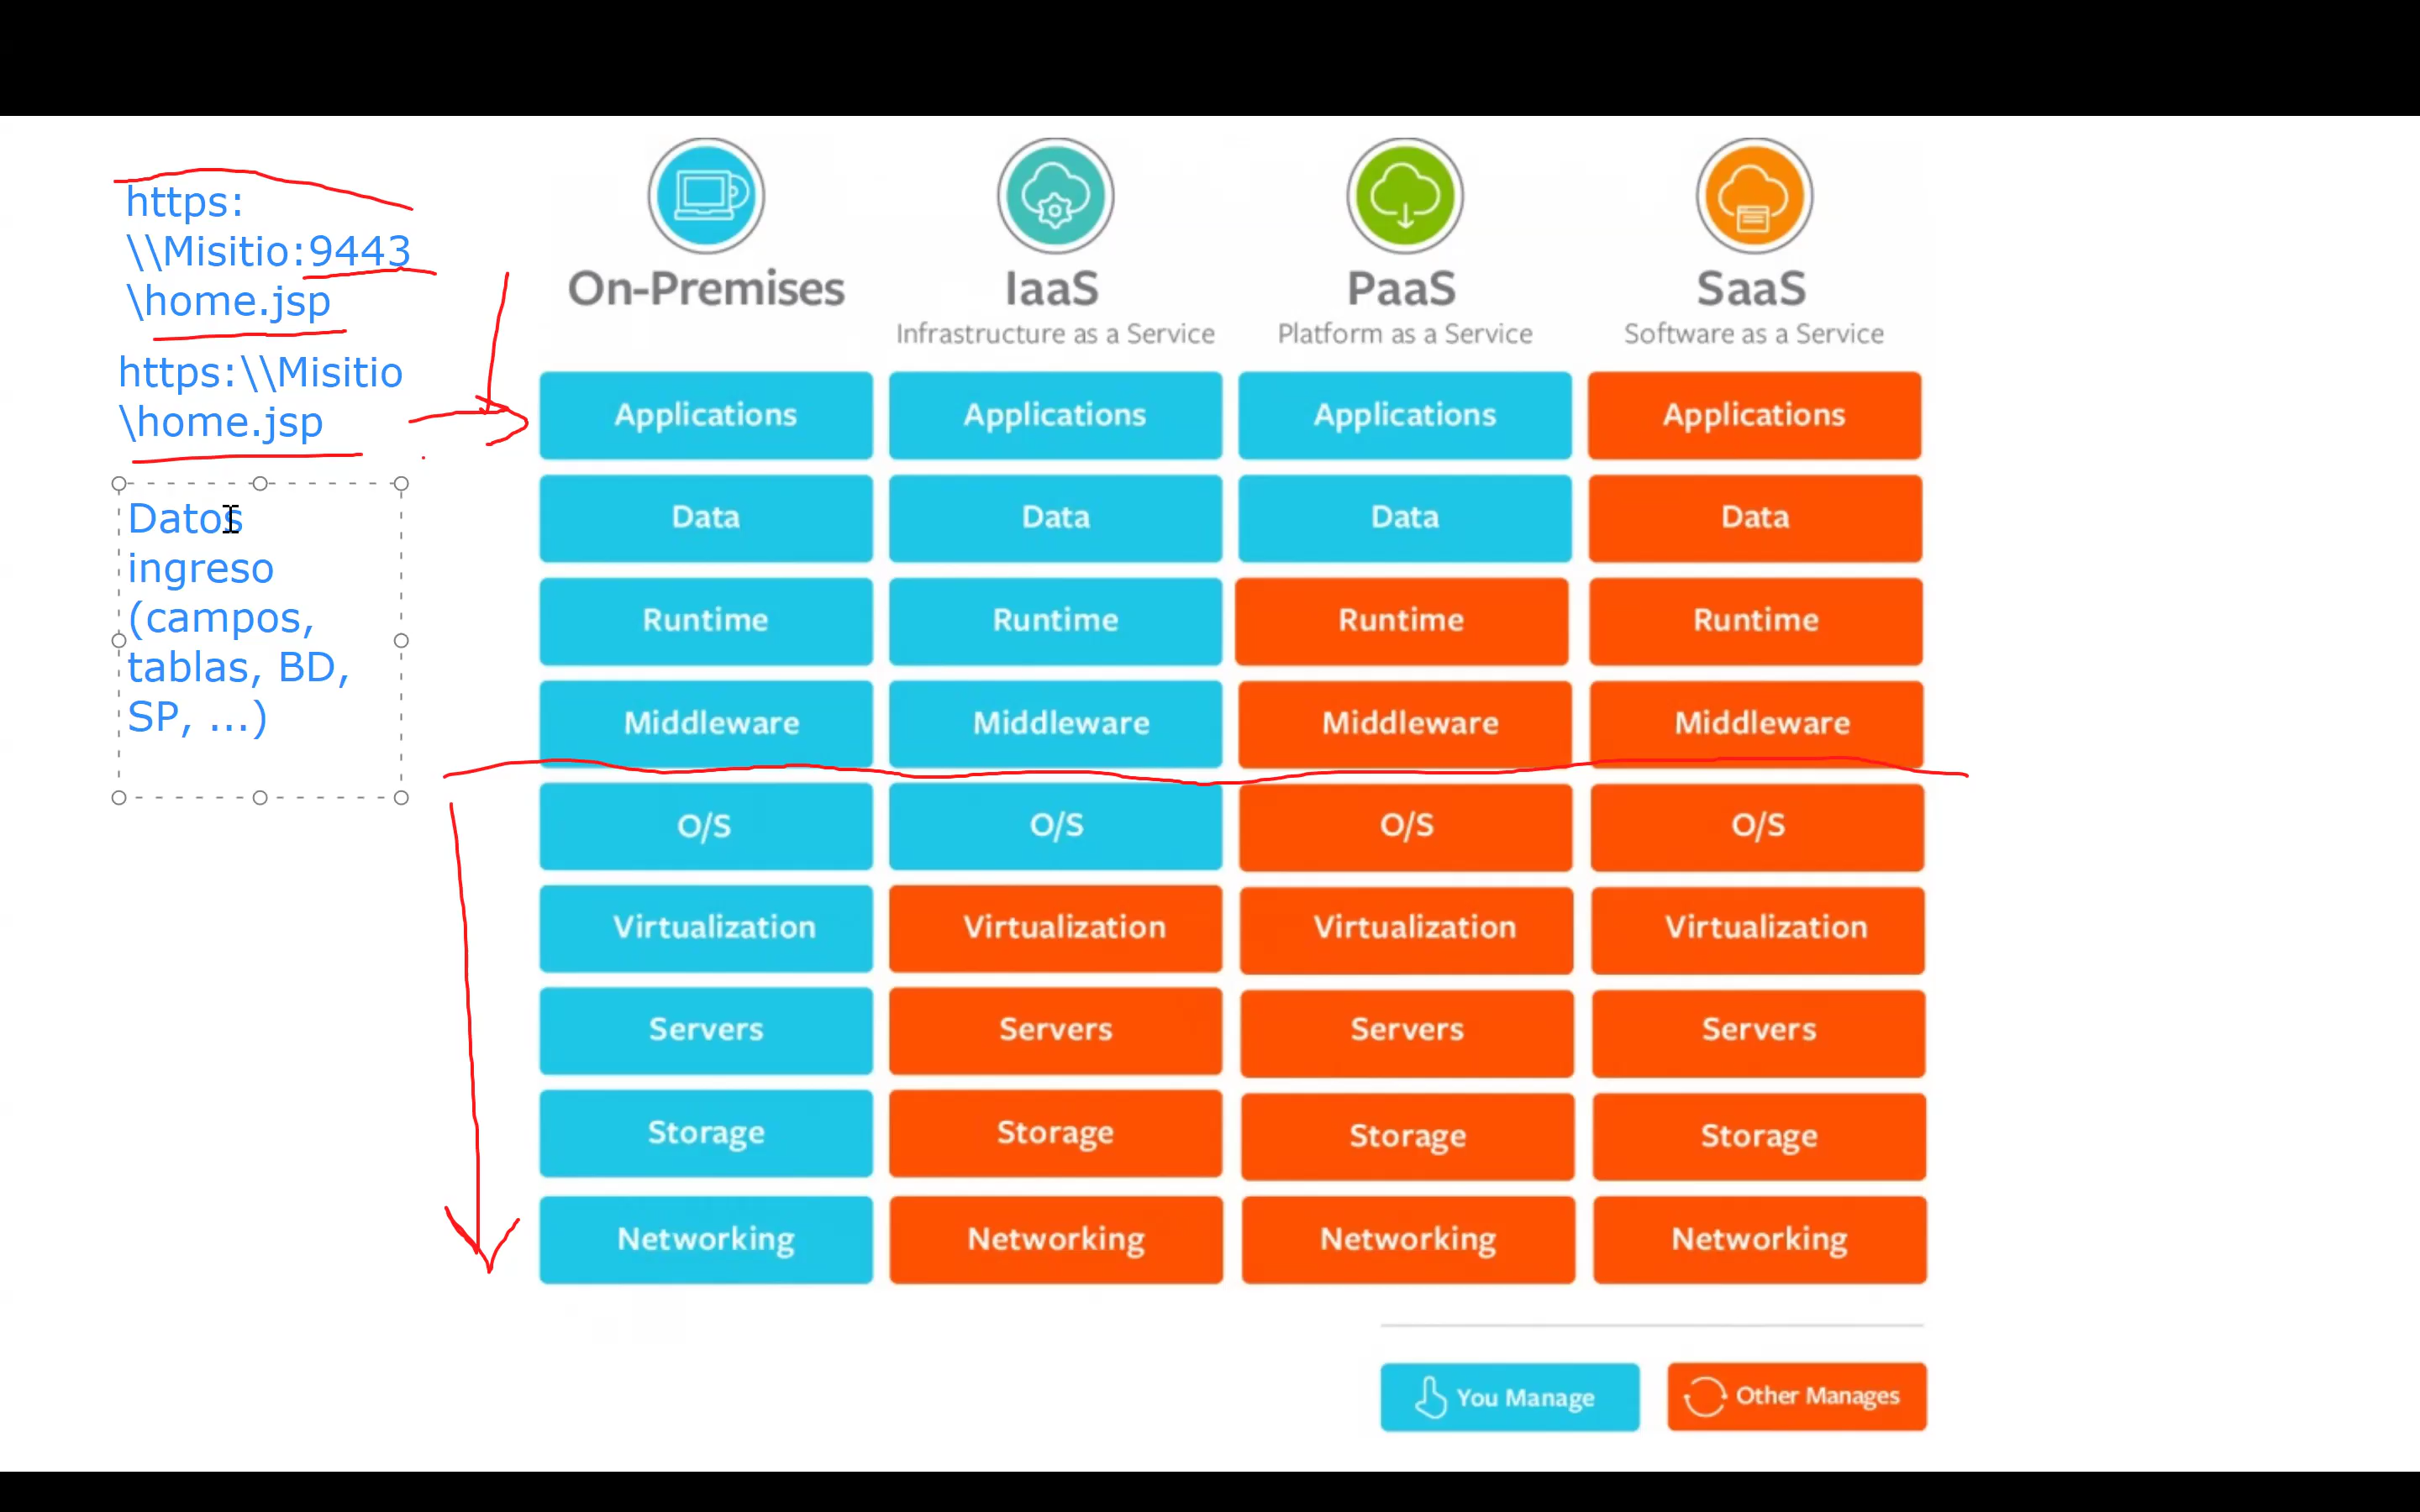 https:
\\Misitio:9443
\home.jsp
https:\\Misitio
\home.jsp
Datos
ingreso
(campos,
tablas, BD,
SP, ...)
On-Premises
IaaS
Infrastructure as a Service
PaaS
Platform as a Service
SaaS
Software as a Service
Applications Applications Applications Applications
Data Data Data Data
Runtime Runtime Runtime Runtime
Middleware Middleware Middleware Middleware
O/S O/S O/S O/S
Virtualization Virtualization Virtualization Virtualization
Servers Servers Servers Servers
Storage Storage Storage Storage
Networking Networking Networking Networking
You Manage Other Manages